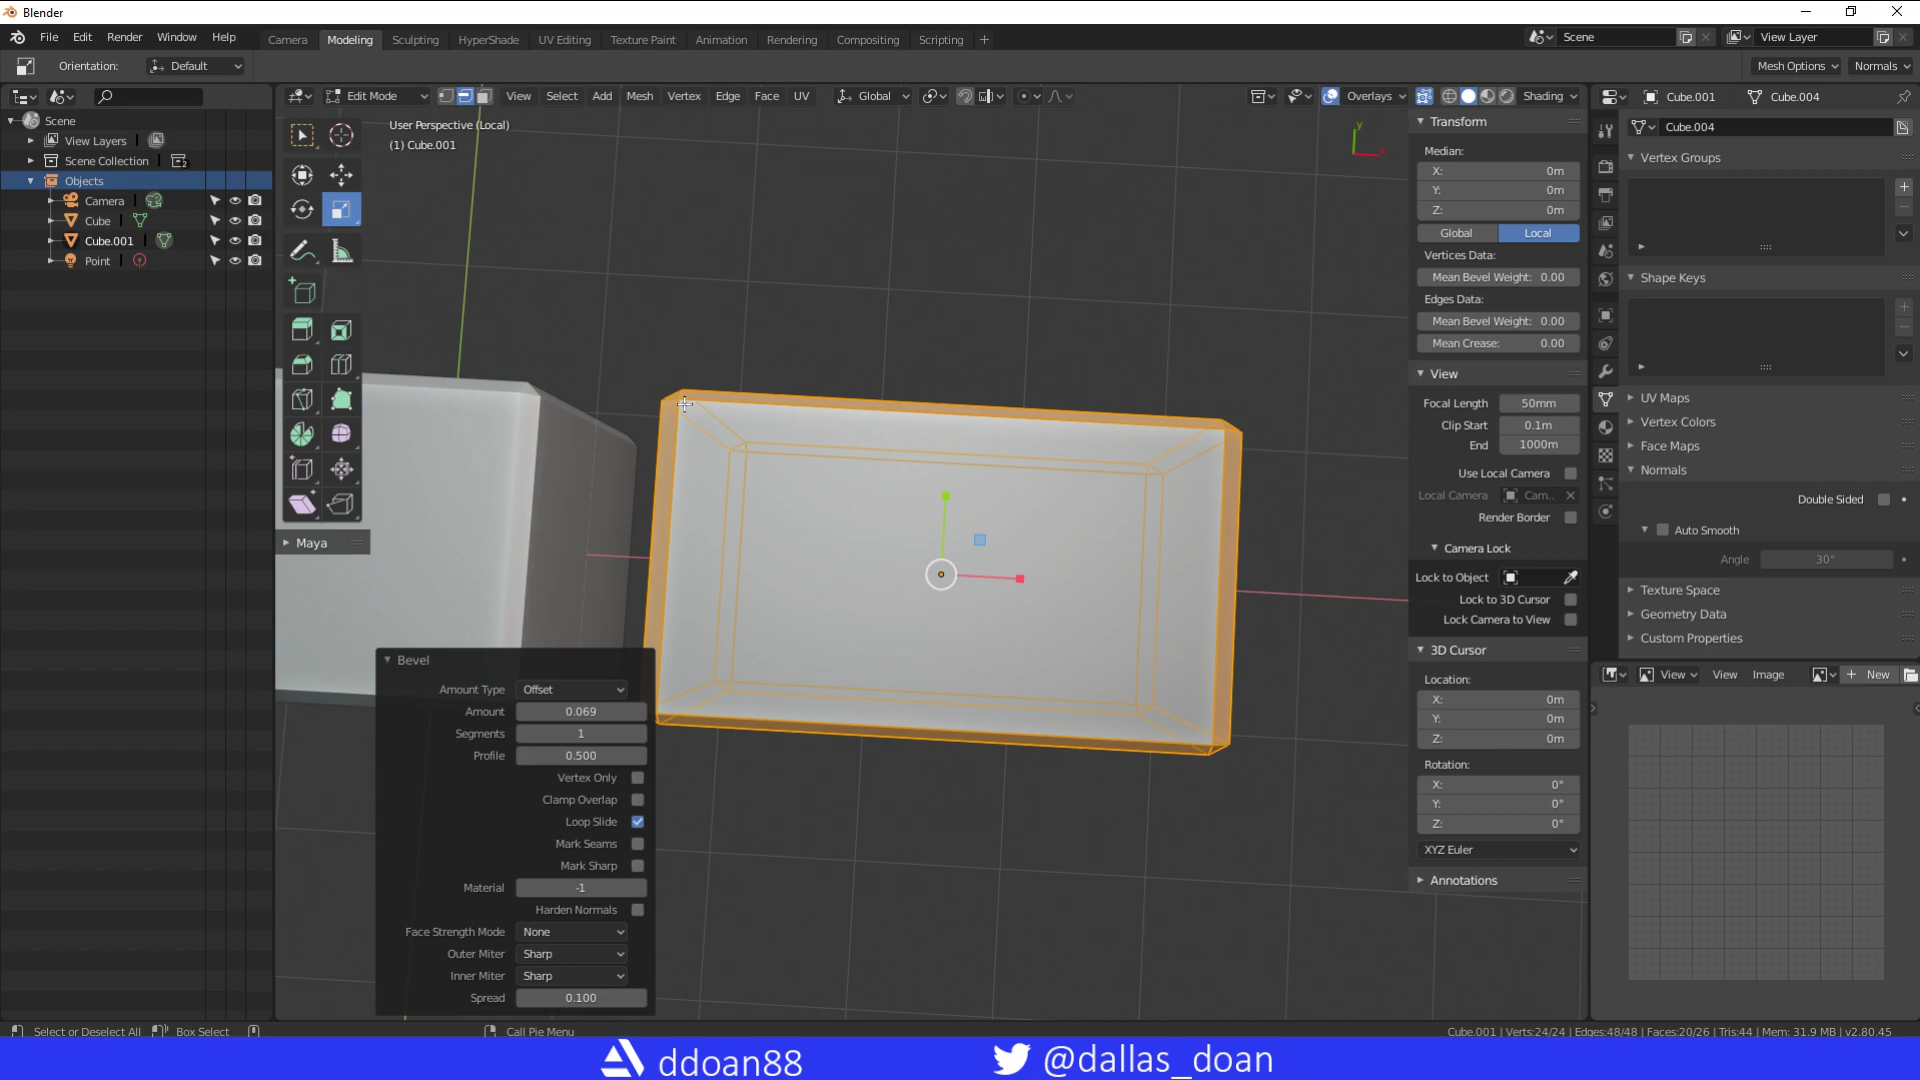 Blender
File Edit Render Window Help
Camera Modeling Sculpting HyperShade UV Editing Texture Paint Animation Rendering Compositing Scripting +
Scene
View Layer
Orientation: Default
Mesh Options Normals
Edit Mode View Select Add Mesh Vertex Edge Face UV Global Overlays Shading
Cube.001 Cube.004
Scene
View Layers
Scene Collection
Objects
Camera
Cube
Cube.001
Point
User Perspective (Local)
(1) Cube.001
y
x
Maya
Bevel
Amount Type Offset
Amount 0.069
Segments 1
Profile 0.500
Vertex Only
Clamp Overlap
Loop Slide
Mark Seams
Mark Sharp
Material -1
Harden Normals
Face Strength Mode None
Outer Miter Sharp
Inner Miter Sharp
Spread 0.100
Transform
Median:
X: 0m
Y: 0m
Z: 0m
Global Local
Vertices Data:
Mean Bevel Weight: 0.00
Edges Data:
Mean Bevel Weight: 0.00
Mean Crease: 0.00
View
Focal Length 50mm
Clip Start 0.1m
End 1000m
Use Local Camera
Local Camera Cam..
Render Border
Camera Lock
Lock to Object
Lock to 3D Cursor
Lock Camera to View
3D Cursor
Location:
X: 0m
Y: 0m
Z: 0m
Rotation:
X: 0°
Y: 0°
Z: 0°
XYZ Euler
Annotations
Cube.004
Vertex Groups
Shape Keys
UV Maps
Vertex Colors
Face Maps
Normals
Double Sided
Auto Smooth
Angle 30°
Texture Space
Geometry Data
Custom Properties
View View Image New
Select or Deselect All Box Select Call Pie Menu
Cube.001 | Verts:24/24 | Edges:48/48 | Faces:20/26 | Tris:44 | Mem: 31.9 MB | v2.80.45
ddoan88 @dallas_doan